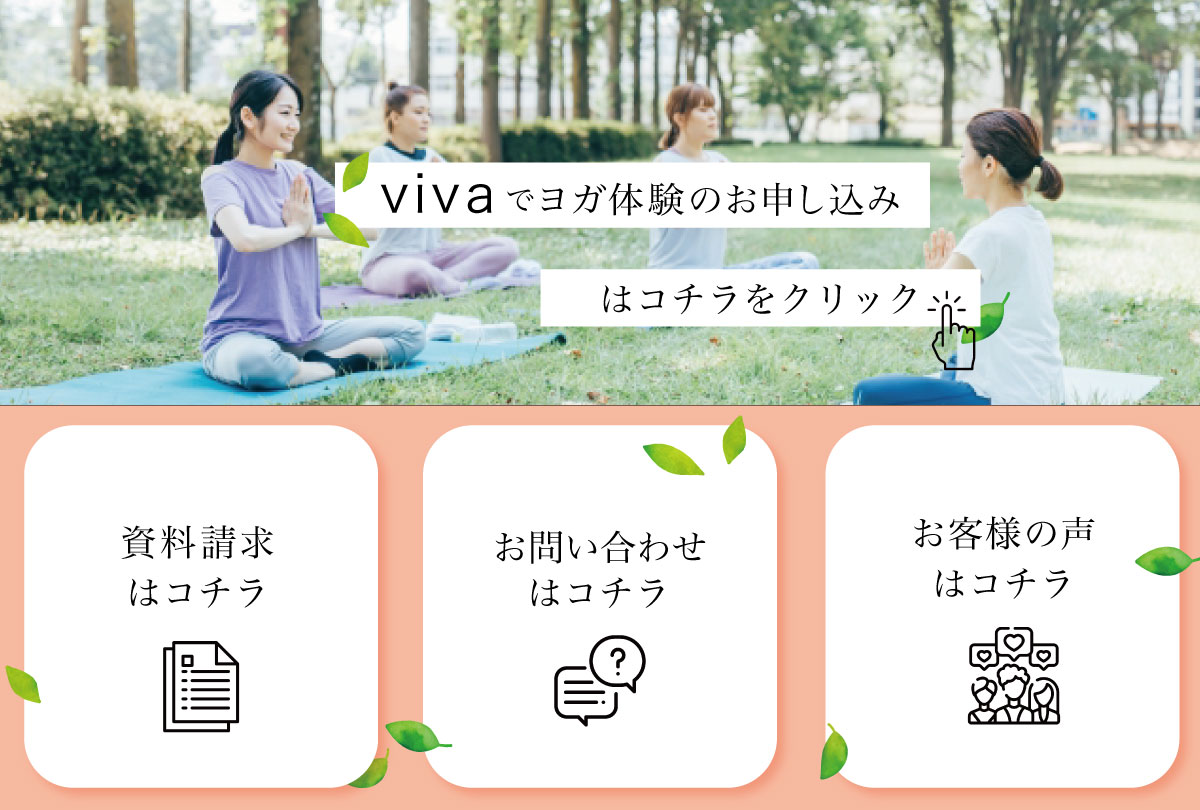 vivaでヨガ体験のお申し込み
はコチラをクリック
資料請求
はコチラ
お問い合わせ
はコチラ
お客様の声
はコチラ
?